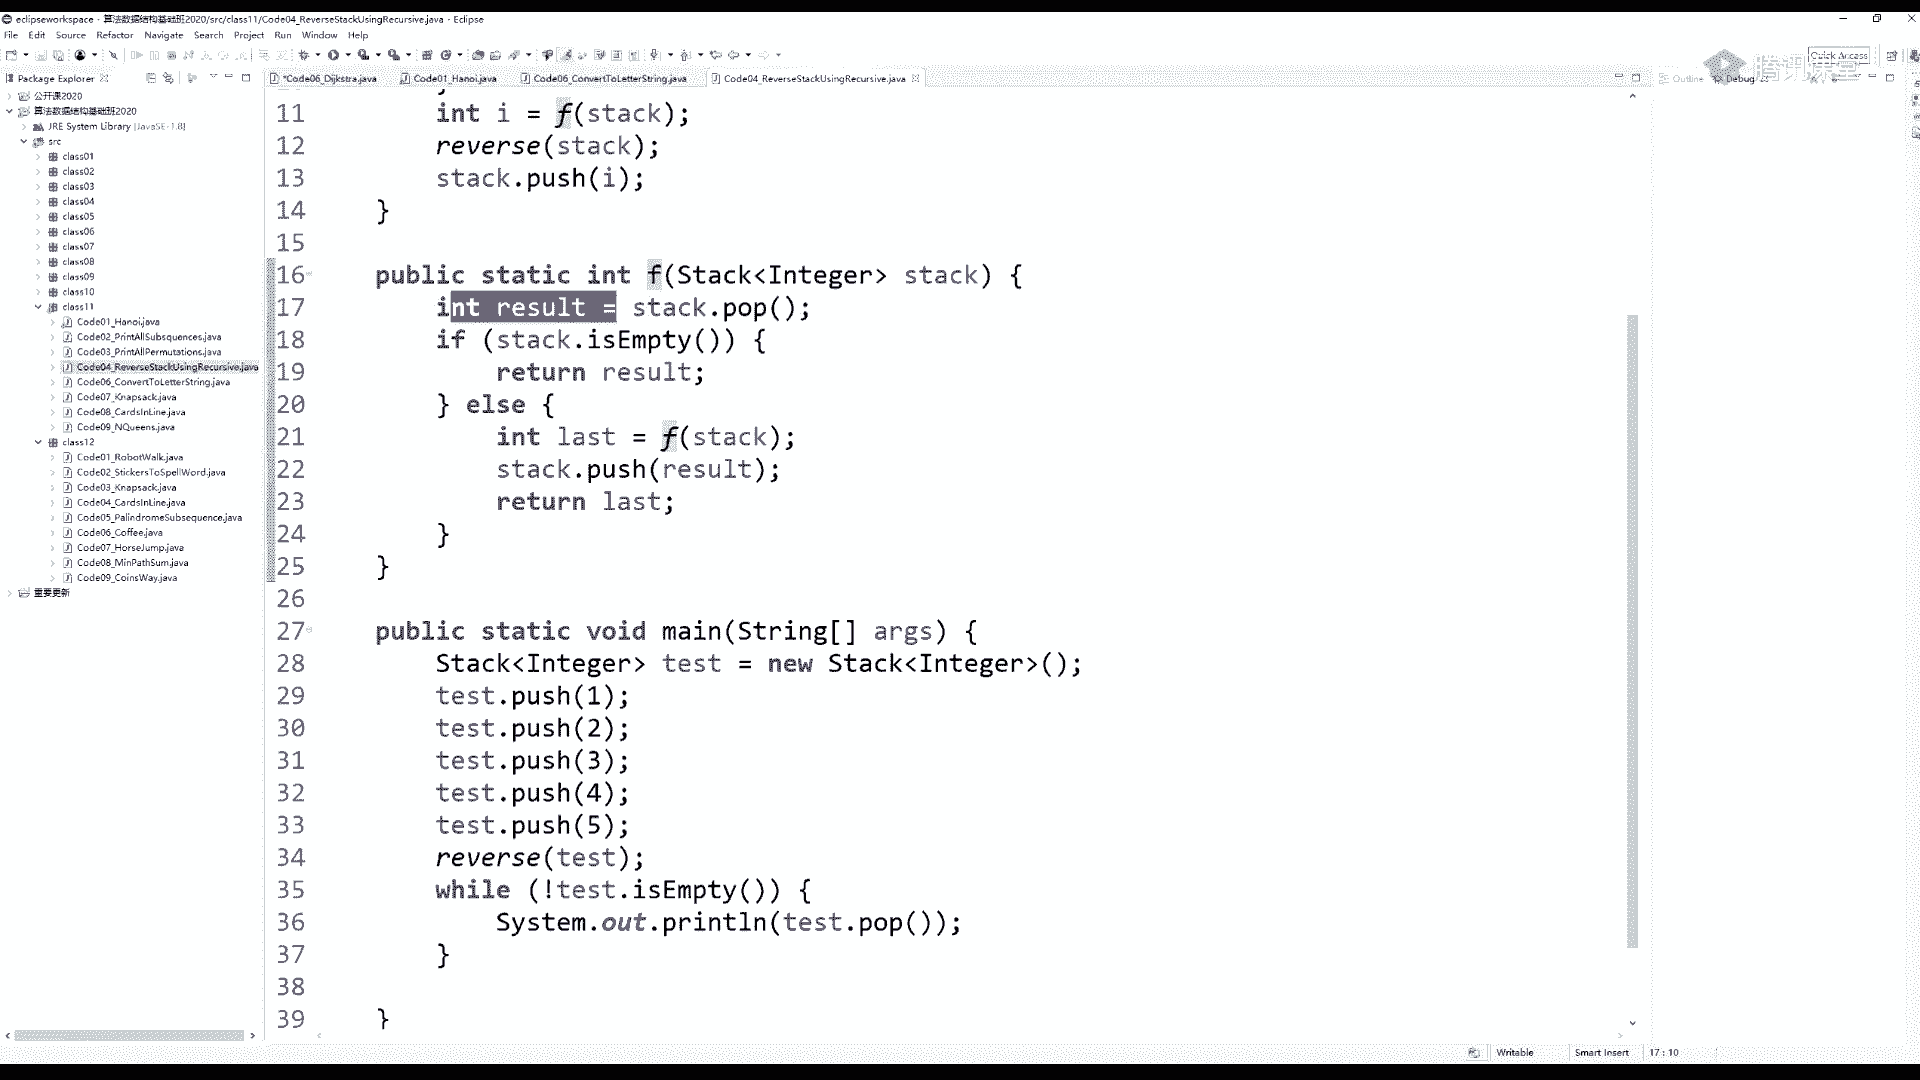 eclipseworkspace - 算法数据结构基础班2020/src/class11/Code04_ReverseStackUsingRecursive.java - Eclipse
File Edit Source Refactor Navigate Search Project Run Window Help
Quick Access
腾讯课堂
Package Explorer
*Code06_Dijkstra.java Code01_Hanoi.java Code06_ConvertToLetterString.java Code04_ReverseStackUsingRecursive.java
Outline Debug
公开课2020
算法数据结构基础班2020
JRE System Library [JavaSE-1.8]
src
class01
class02
class03
class04
class05
class06
class07
class08
class09
class10
class11
Code01_Hanoi.java
Code02_PrintAllSubsquences.java
Code03_PrintAllPermutations.java
Code04_ReverseStackUsingRecursive.java
Code06_ConvertToLetterString.java
Code07_Knapsack.java
Code08_CardsInLine.java
Code09_NQueens.java
class12
Code01_RobotWalk.java
Code02_StickersToSpellWord.java
Code03_Knapsack.java
Code04_CardsInLine.java
Code05_PalindromeSubsequence.java
Code06_Coffee.java
Code07_HorseJump.java
Code08_MinPathSum.java
Code09_CoinsWay.java
重要更新
11 int i = f(stack);
12 reverse(stack);
13 stack.push(i);
14 }
15
16 public static int f(Stack<Integer> stack) {
17 int result = stack.pop();
18 if (stack.isEmpty()) {
19 return result;
20 } else {
21 int last = f(stack);
22 stack.push(result);
23 return last;
24 }
25 }
26
27 public static void main(String[] args) {
28 Stack<Integer> test = new Stack<Integer>();
29 test.push(1);
30 test.push(2);
31 test.push(3);
32 test.push(4);
33 test.push(5);
34 reverse(test);
35 while (!test.isEmpty()) {
36 System.out.println(test.pop());
37 }
38
39 }
Writable Smart Insert 17 : 10